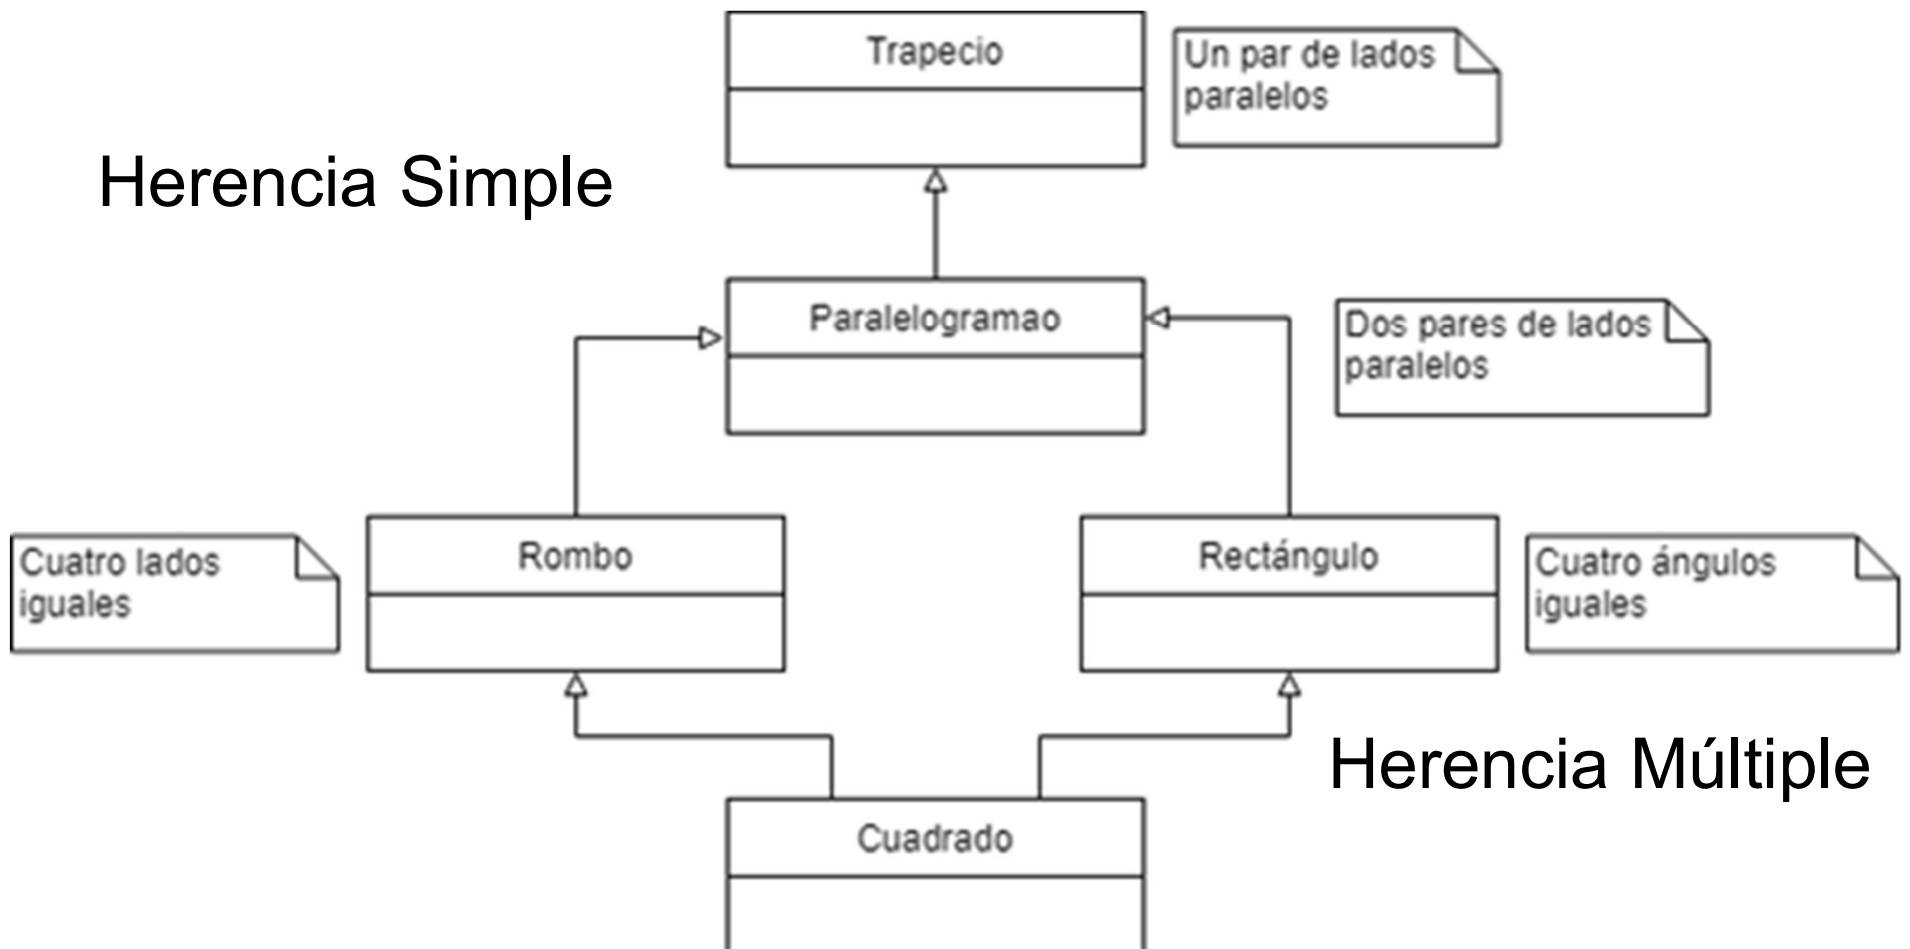 Trapecio
Un par de lados
paralelos
Herencia Simple
Paralelogramao
Dos pares de lados
paralelos
Cuatro lados
iguales
Rombo
Rectángulo
Cuatro ángulos
iguales
Herencia Múltiple
Cuadrado